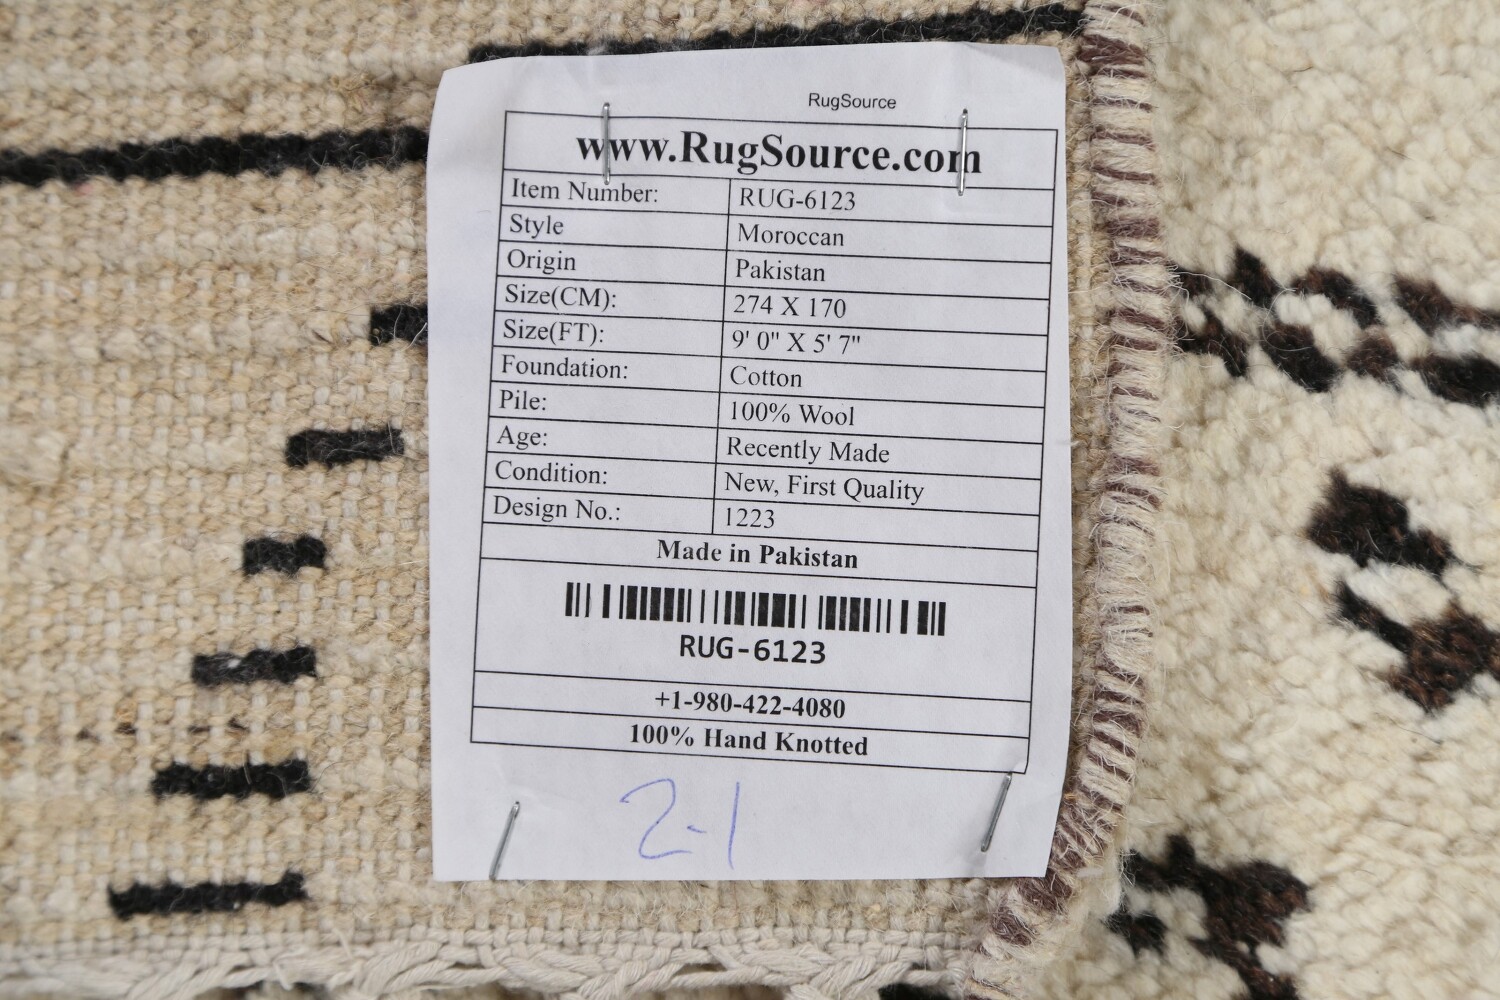 RugSource
www.RugSource.com
Item Number: RUG-6123
Style Moroccan
Origin Pakistan
Size(CM): 274 X 170
Size(FT): 9' 0" X 5' 7"
Foundation: Cotton
Pile: 100% Wool
Age: Recently Made
Condition: New, First Quality
Design No.: 1223
Made in Pakistan
RUG-6123
+1-980-422-4080
100% Hand Knotted
2-1